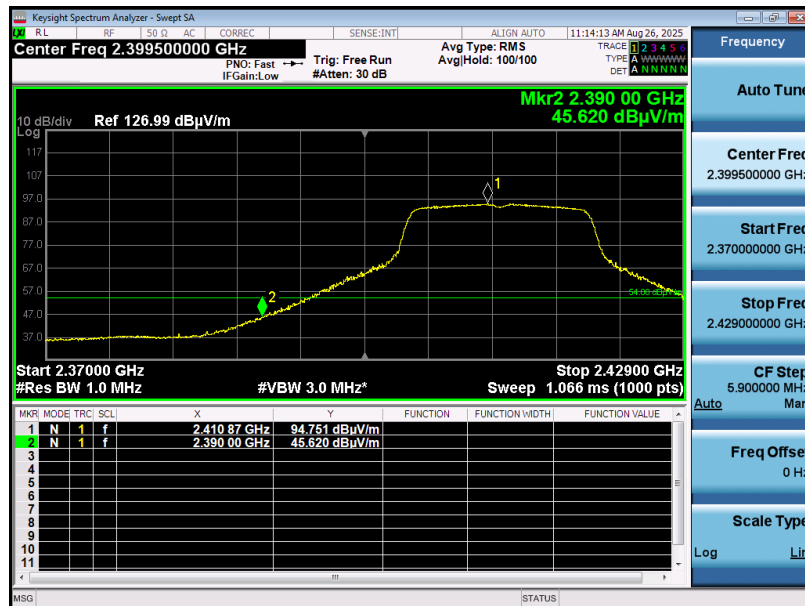 Keysight Spectrum Analyzer - Swept SA
LXI RL RF 50 Ω AC CORREC SENSE:INT ALIGN AUTO 11:14:13 AM Aug 26, 2025
Center Freq 2.399500000 GHz
PNO: Fast
IFGain:Low
Trig: Free Run
#Atten: 30 dB
Avg Type: RMS
Avg|Hold: 100/100
TRACE 1 2 3 4 5 6
TYPE A W W W W W
DET A N N N N N
Mkr2 2.390 00 GHz
45.620 dBµV/m
10 dB/div
Log
Ref 126.99 dBµV/m
117
107
97.0
87.0
77.0
67.0
57.0
47.0
37.0
1
2
54.00 dBµV/m
Start 2.37000 GHz
Stop 2.42900 GHz
#Res BW 1.0 MHz
#VBW 3.0 MHz*
Sweep 1.066 ms (1000 pts)
MKR MODE TRC SCL X Y FUNCTION FUNCTION WIDTH FUNCTION VALUE
1 N 1 f 2.410 87 GHz 94.751 dBµV/m
2 N 1 f 2.390 00 GHz 45.620 dBµV/m
3
4
5
6
7
8
9
10
11
MSG
STATUS
Frequency
Auto Tune
Center Freq
2.399500000 GHz
Start Freq
2.370000000 GHz
Stop Freq
2.429000000 GHz
CF Step
5.900000 MHz
Auto Man
Freq Offset
0 Hz
Scale Type
Log Lin